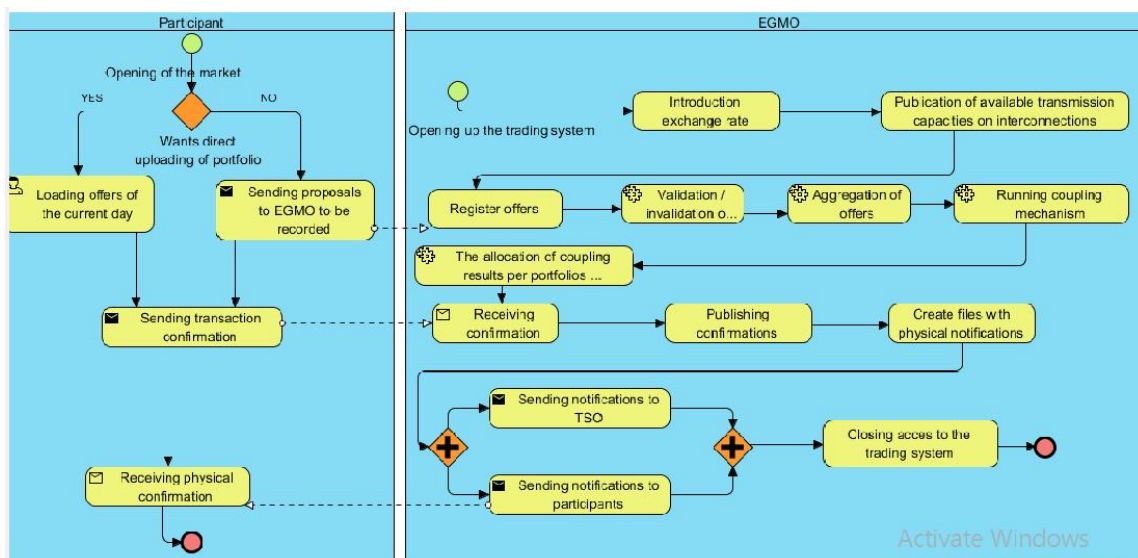 Participant
EGMO
Opening of the market
YES
NO
Wants direct
uploading of portfolio
Loading offers of
the current day
Sending proposals
to EGMO to be
recorded
Sending transaction
confirmation
Receiving physical
confirmation
Opening up the trading system
Introduction
exchange rate
Publication of available transmission
capacities on interconnections
Register offers
Validation /
invalidation o...
Aggregation of
offers
Running coupling
mechanism
The allocation of coupling
results per portfolios ...
Receiving
confirmation
Publishing
confirmations
Create files with
physical notifications
Sending notifications to
TSO
Sending notifications to
participants
Closing acces to the
trading system
Activate Windows